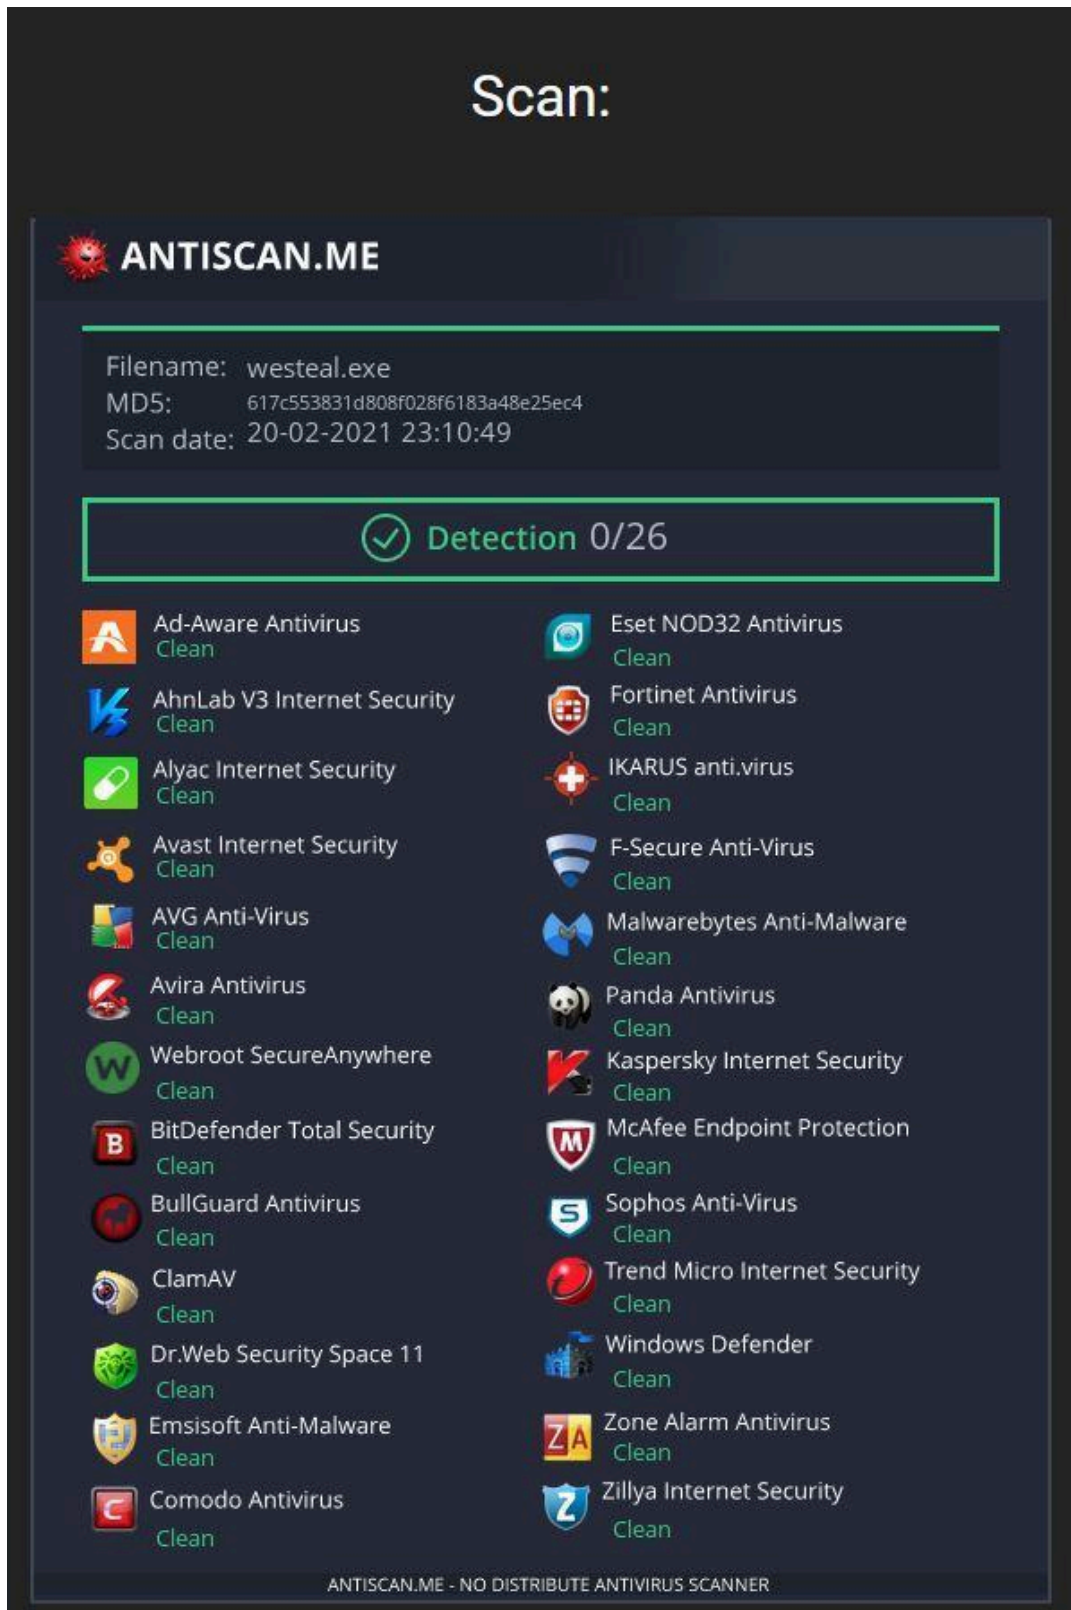 Scan:
ANTISCAN.ME
Filename: westeal.exe
MD5: 617c553831d808f028f6183a48e25ec4
Scan date: 20-02-2021 23:10:49
Detection 0/26
Ad-Aware Antivirus
Clean
AhnLab V3 Internet Security
Clean
Alyac Internet Security
Clean
Avast Internet Security
Clean
AVG Anti-Virus
Clean
Avira Antivirus
Clean
Webroot SecureAnywhere
Clean
BitDefender Total Security
Clean
BullGuard Antivirus
Clean
ClamAV
Clean
Dr.Web Security Space 11
Clean
Emsisoft Anti-Malware
Clean
Comodo Antivirus
Clean
Eset NOD32 Antivirus
Clean
Fortinet Antivirus
Clean
IKARUS anti.virus
Clean
F-Secure Anti-Virus
Clean
Malwarebytes Anti-Malware
Clean
Panda Antivirus
Clean
Kaspersky Internet Security
Clean
McAfee Endpoint Protection
Clean
Sophos Anti-Virus
Clean
Trend Micro Internet Security
Clean
Windows Defender
Clean
Zone Alarm Antivirus
Clean
Zillya Internet Security
Clean
ANTISCAN.ME - NO DISTRIBUTE ANTIVIRUS SCANNER